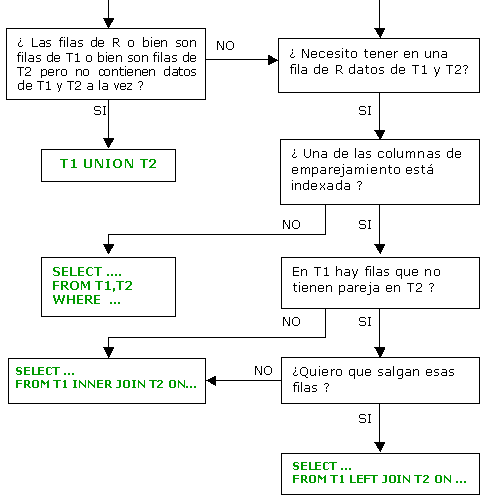 ¿ Las filas de R o bien son
filas de T1 o bien son filas de
T2 pero no contienen datos
de T1 y T2 a la vez ?
NO
¿ Necesito tener en una
fila de R datos de T1 y T2?
SI
SI
T1 UNION T2
¿ Una de las columnas de
emparejamiento está
indexada ?
NO
SI
SELECT ....
FROM T1,T2
WHERE ...
En T1 hay filas que no
tienen pareja en T2 ?
NO
SI
SELECT ...
FROM T1 INNER JOIN T2 ON...
NO
¿Quiero que salgan esas
filas ?
SI
SELECT ...
FROM T1 LEFT JOIN T2 ON ...